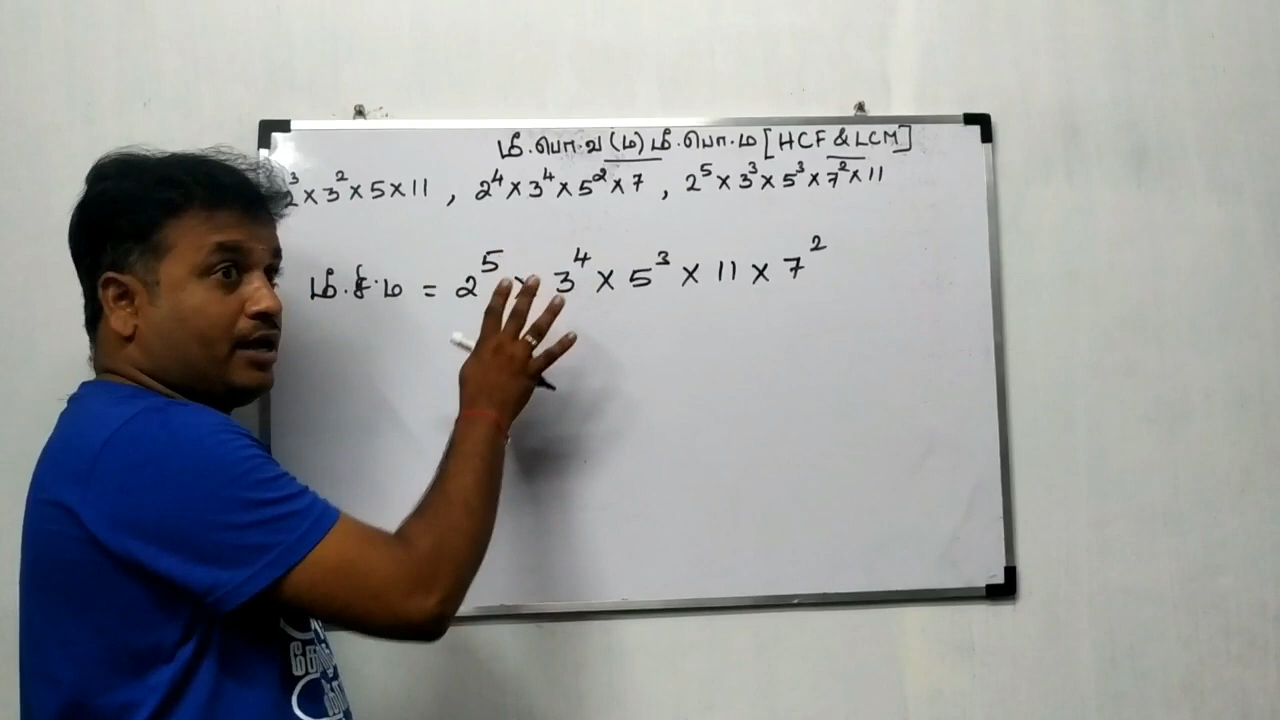 மீ.பொ.வ (ம) மீ.பொ.ம [HCF & LCM]
2³ × 3² × 5 × 11 , 2⁴ × 3⁴ × 5² × 7 , 2⁵ × 3³ × 5³ × 7² × 11
மீ.சி.ம = 2⁵ × 3⁴ × 5³ × 11 × 7²